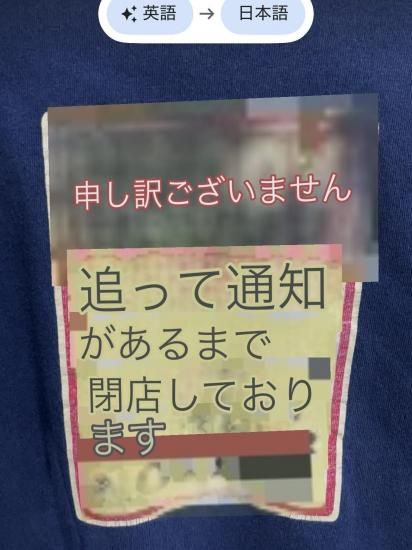 英語 → 日本語
申し訳ございません
追って通知
があるまで
閉店しており
ます